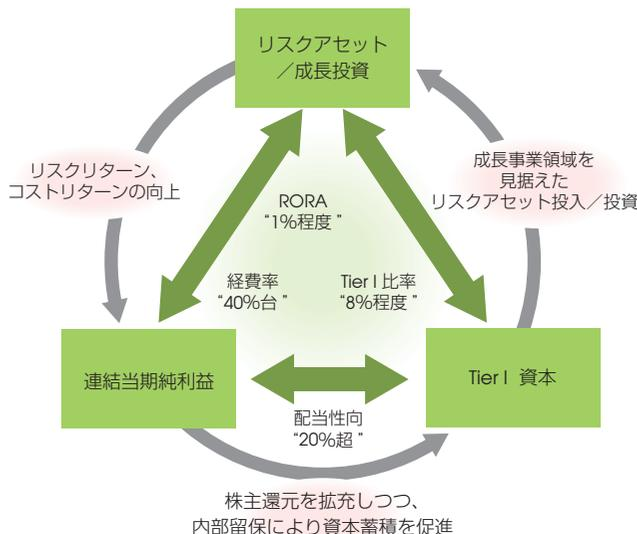 リスクアセット
／成長投資
リスクリターン、
コストリターンの向上
成長事業領域を
見据えた
リスクアセット投入／投資
RORA
“1%程度 ”
経費率
“40%台 ”
Tier I 比率
“8%程度 ”
連結当期純利益
Tier I 資本
配当性向
“20%超 ”
株主還元を拡充しつつ、
内部留保により資本蓄積を促進